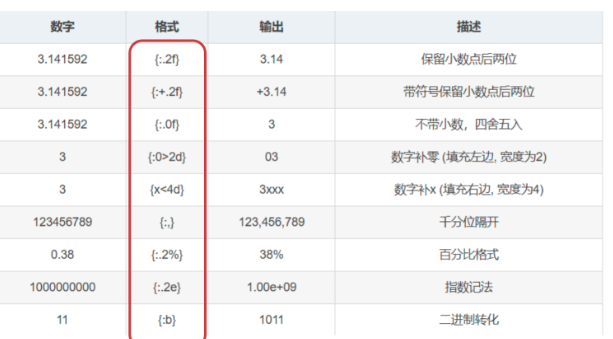 数字 格式 输出 描述
3.141592 {:.2f} 3.14 保留小数点后两位
3.141592 {:+.2f} +3.14 带符号保留小数点后两位
3.141592 {:.0f} 3 不带小数，四舍五入
3 {:0>2d} 03 数字补零 (填充左边, 宽度为2)
3 {x<4d} 3xxx 数字补x (填充右边, 宽度为4)
123456789 {:,} 123,456,789 千分位隔开
0.38 {:.2%} 38% 百分比格式
1000000000 {:.2e} 1.00e+09 指数记法
11 {:b} 1011 二进制转化